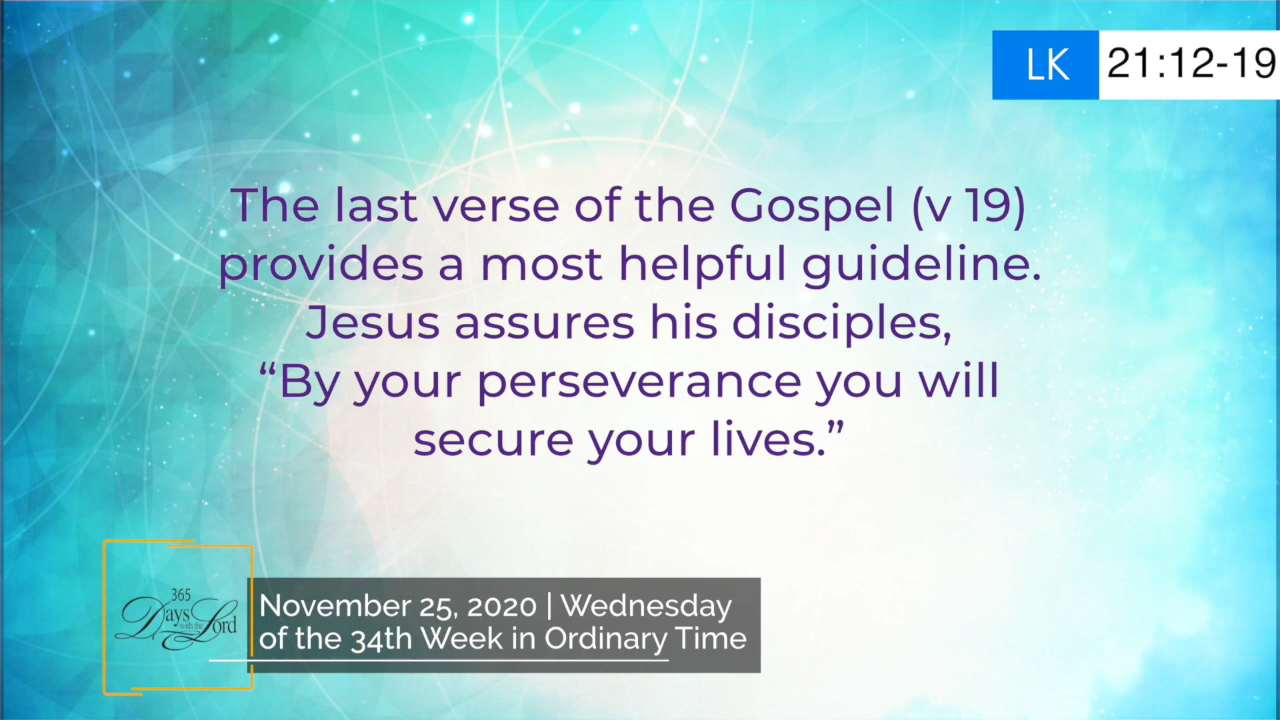 LK 21:12-19
The last verse of the Gospel (v 19)
provides a most helpful guideline.
Jesus assures his disciples,
“By your perseverance you will
secure your lives.”
365
Days with the Lord
November 25, 2020 | Wednesday
of the 34th Week in Ordinary Time